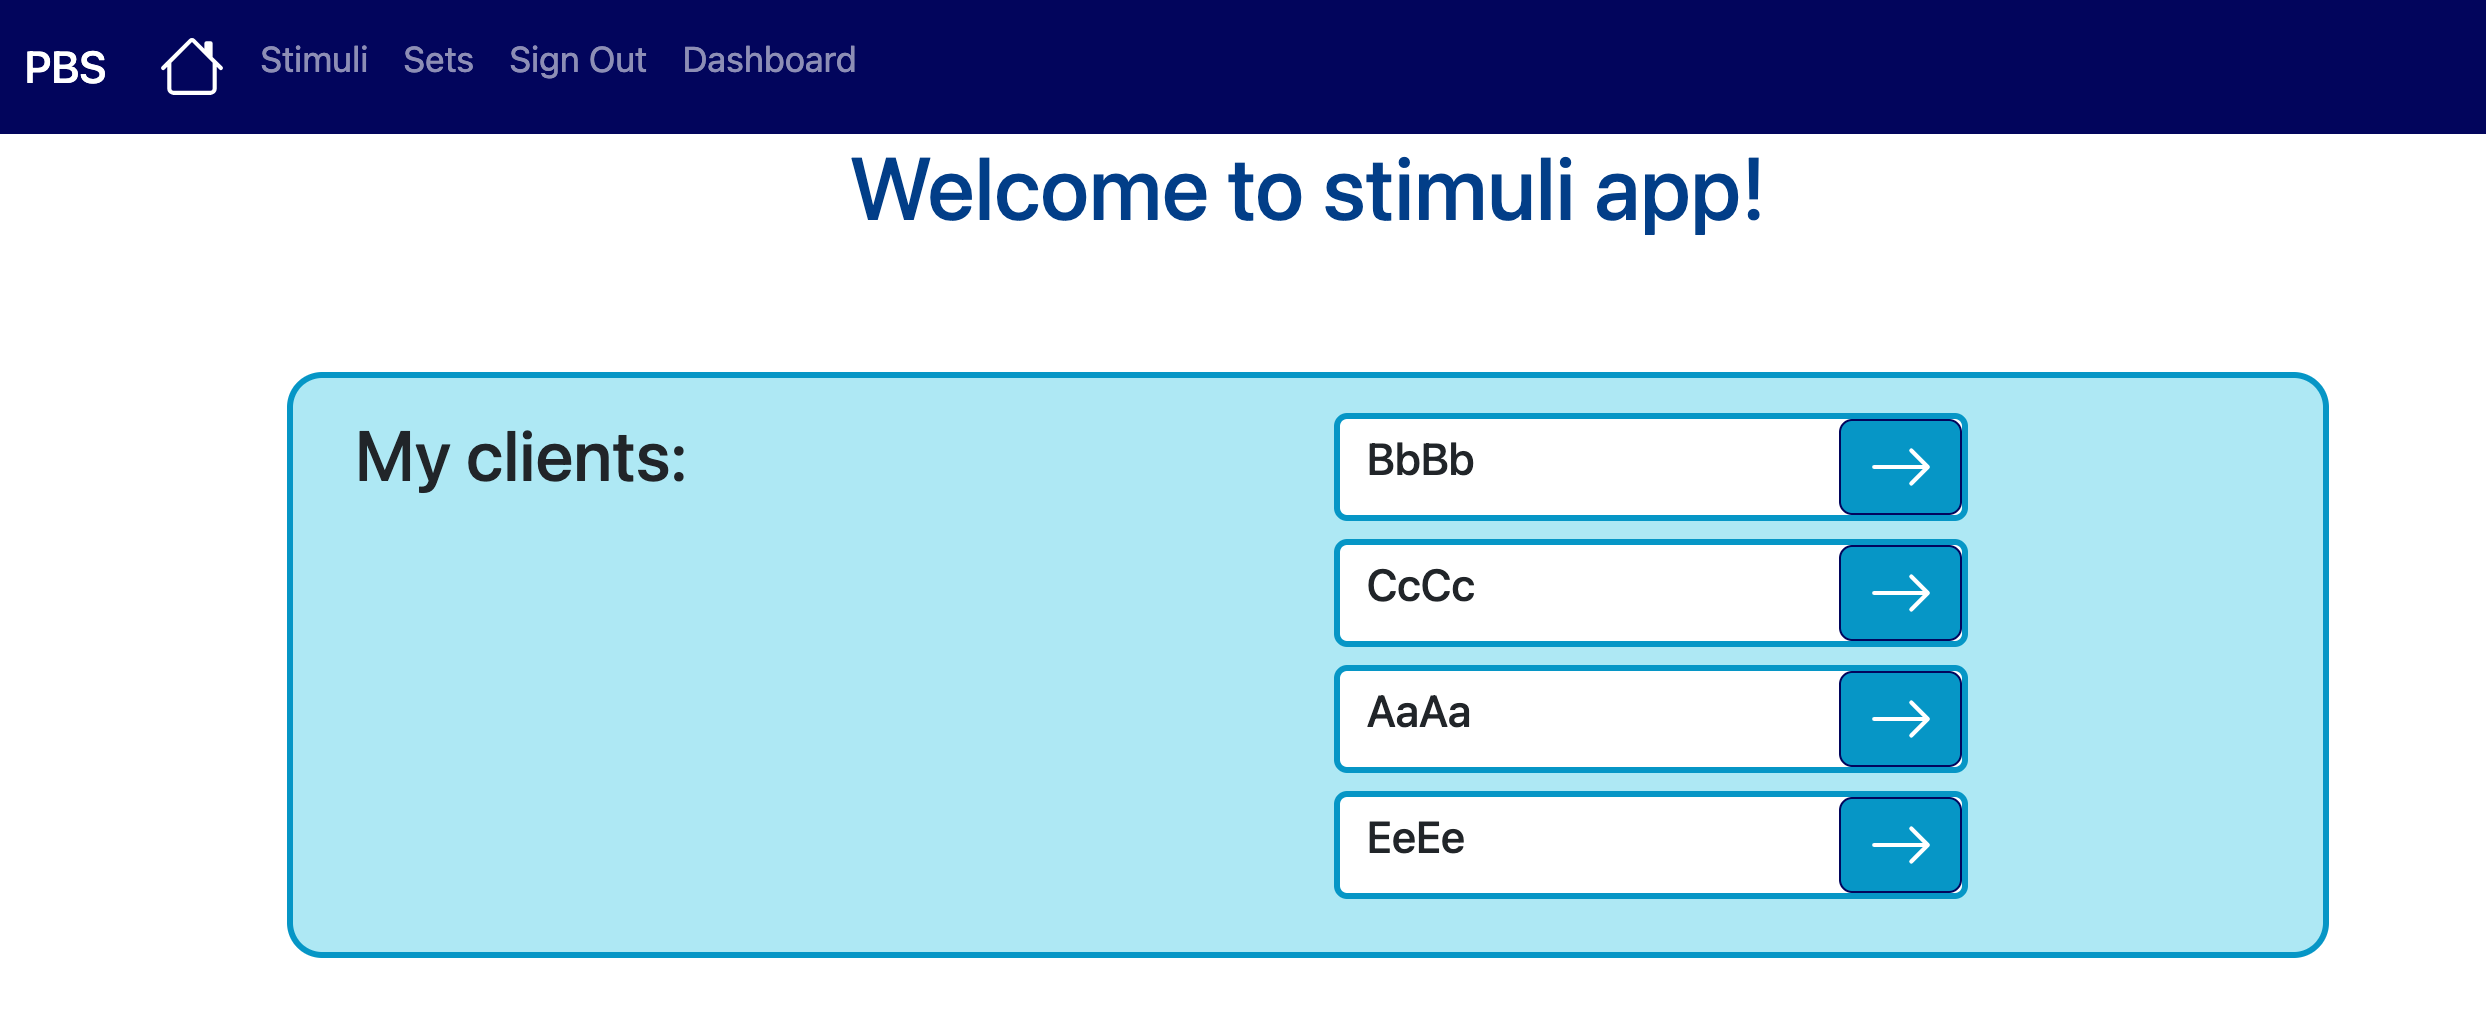 PBS Stimuli Sets Sign Out Dashboard
Welcome to stimuli app!
My clients:
BbBb
CcCc
AaAa
EeEe